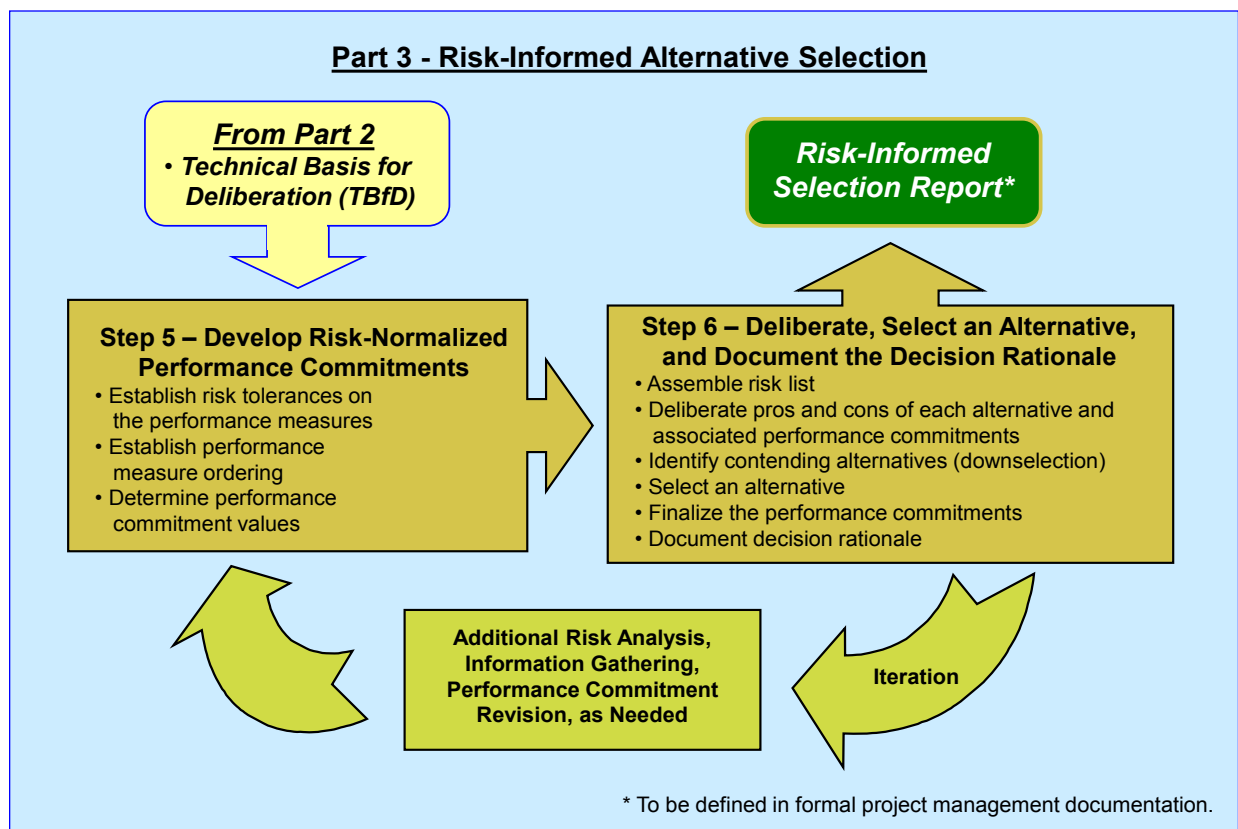 Part 3 - Risk-Informed Alternative Selection
From Part 2
• Technical Basis for
Deliberation (TBfD)
Risk-Informed
Selection Report*
Step 5 – Develop Risk-Normalized
Performance Commitments
• Establish risk tolerances on
the performance measures
• Establish performance
measure ordering
• Determine performance
commitment values
Step 6 – Deliberate, Select an Alternative,
and Document the Decision Rationale
• Assemble risk list
• Deliberate pros and cons of each alternative and
associated performance commitments
• Identify contending alternatives (downselection)
• Select an alternative
• Finalize the performance commitments
• Document decision rationale
Additional Risk Analysis,
Information Gathering,
Performance Commitment
Revision, as Needed
Iteration
* To be defined in formal project management documentation.